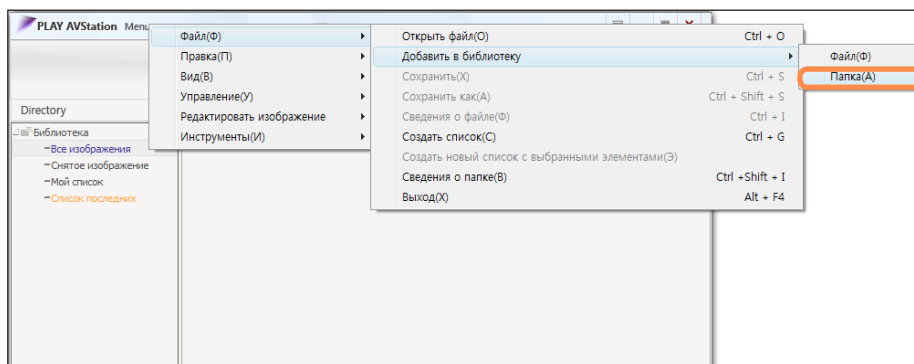 PLAY AVStation Menu
Файл(Ф)
Правка(П)
Вид(В)
Управление(У)
Редактировать изображение
Инструменты(И)
Открыть файл(О) Ctrl + O
Добавить в библиотеку
Сохранить(Х) Ctrl + S
Сохранить как(А) Ctrl + Shift + S
Сведения о файле(Ф) Ctrl + I
Создать список(С) Ctrl + G
Создать новый список с выбранными элементами(Э)
Сведения о папке(В) Ctrl +Shift + I
Выход(Х) Alt + F4
Файл(Ф)
Папка(А)
Directory
Библиотека
Все изображения
Снятое изображение
Мой список
Список последних